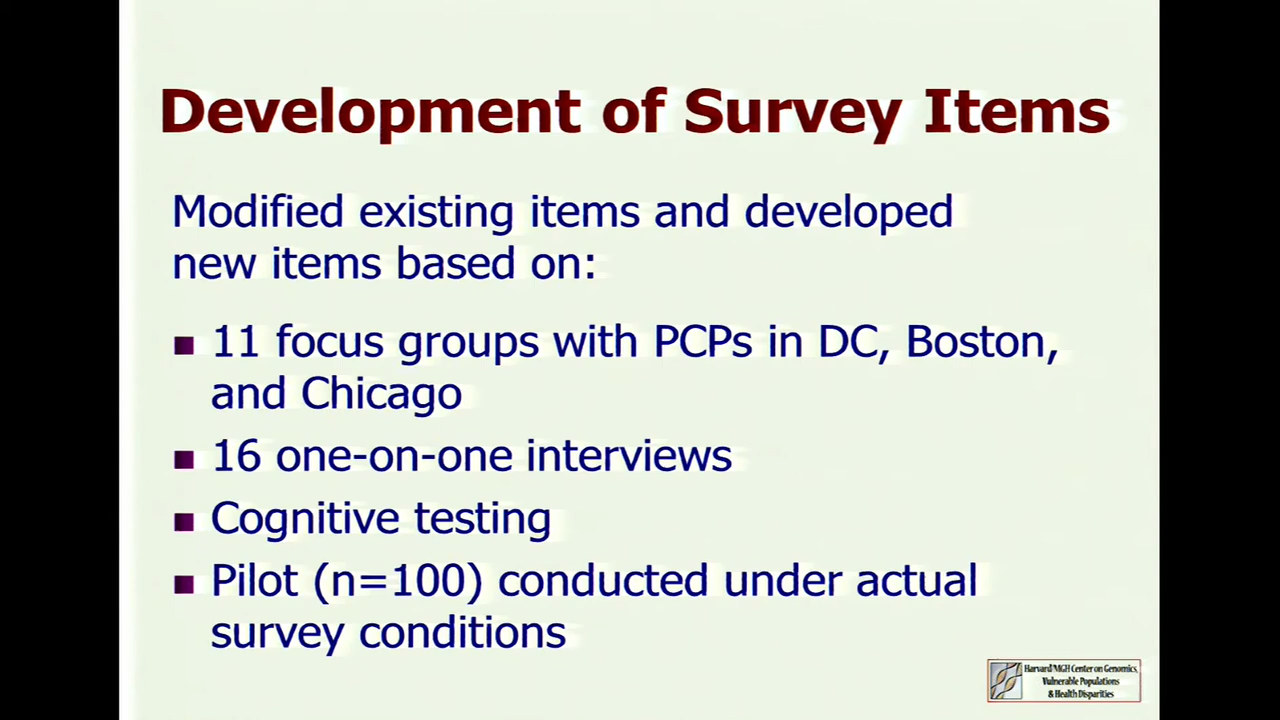 Development of Survey Items
Modified existing items and developed
new items based on:
11 focus groups with PCPs in DC, Boston,
and Chicago
16 one-on-one interviews
Cognitive testing
Pilot (n=100) conducted under actual
survey conditions
Harvard/MGH Center on Genomics,
Vulnerable Populations
& Health Disparities